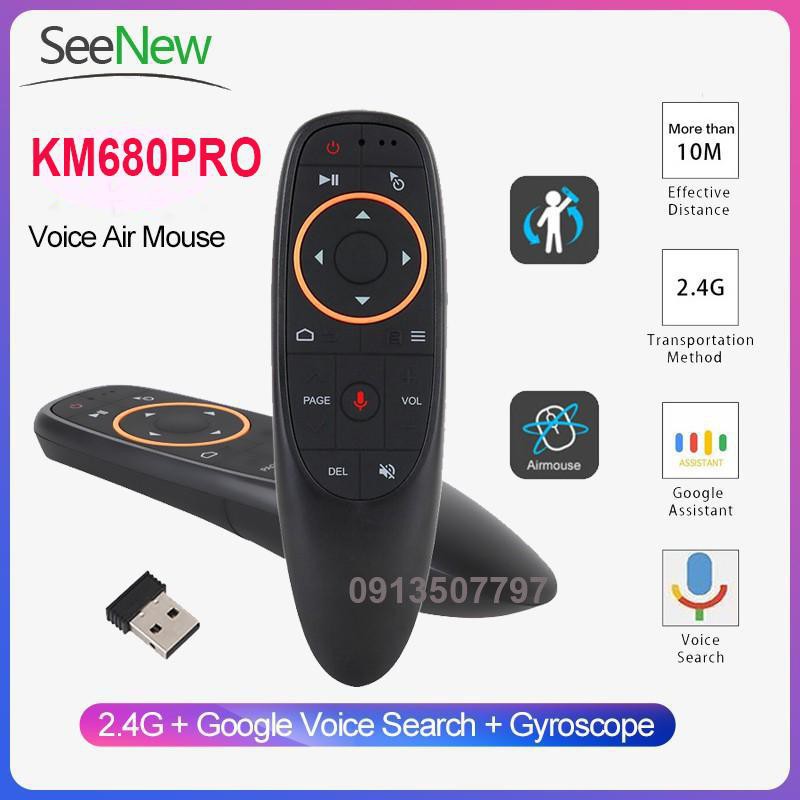 SeeNew
KM680PRO
Voice Air Mouse
More than
10M
Effective
Distance
2.4G
Transportation
Method
Airmouse
ASSISTANT
Google
Assistant
Voice
Search
PAGE
VOL
DEL
0913507797
2.4G + Google Voice Search + Gyroscope